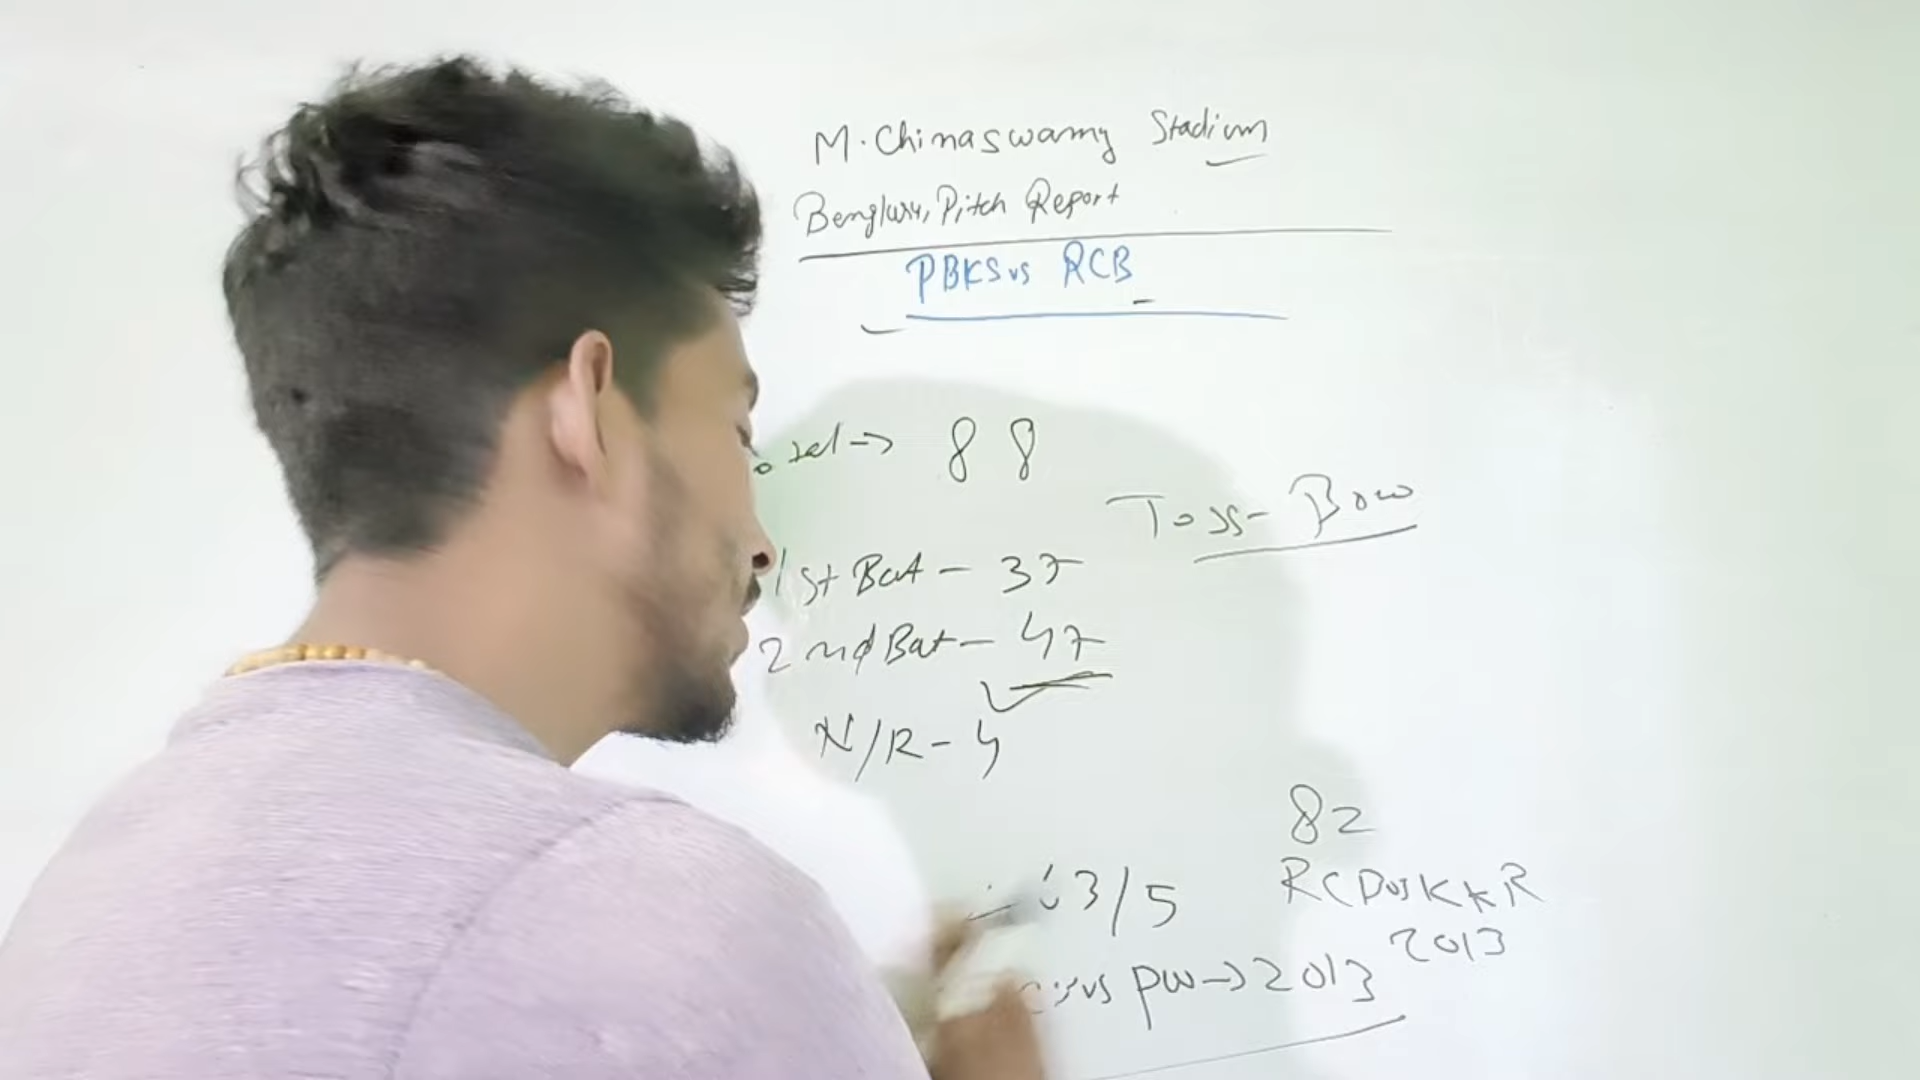 M. Chinaswamy Stadium
Benglury, Pitch Report
PBKS vs RCB
88
Toss- Bow
1st Bat - 37
2nd Bat - 47
N/R - 4
82
3/5
RCB vs KKR
2013
vs PW → 2013